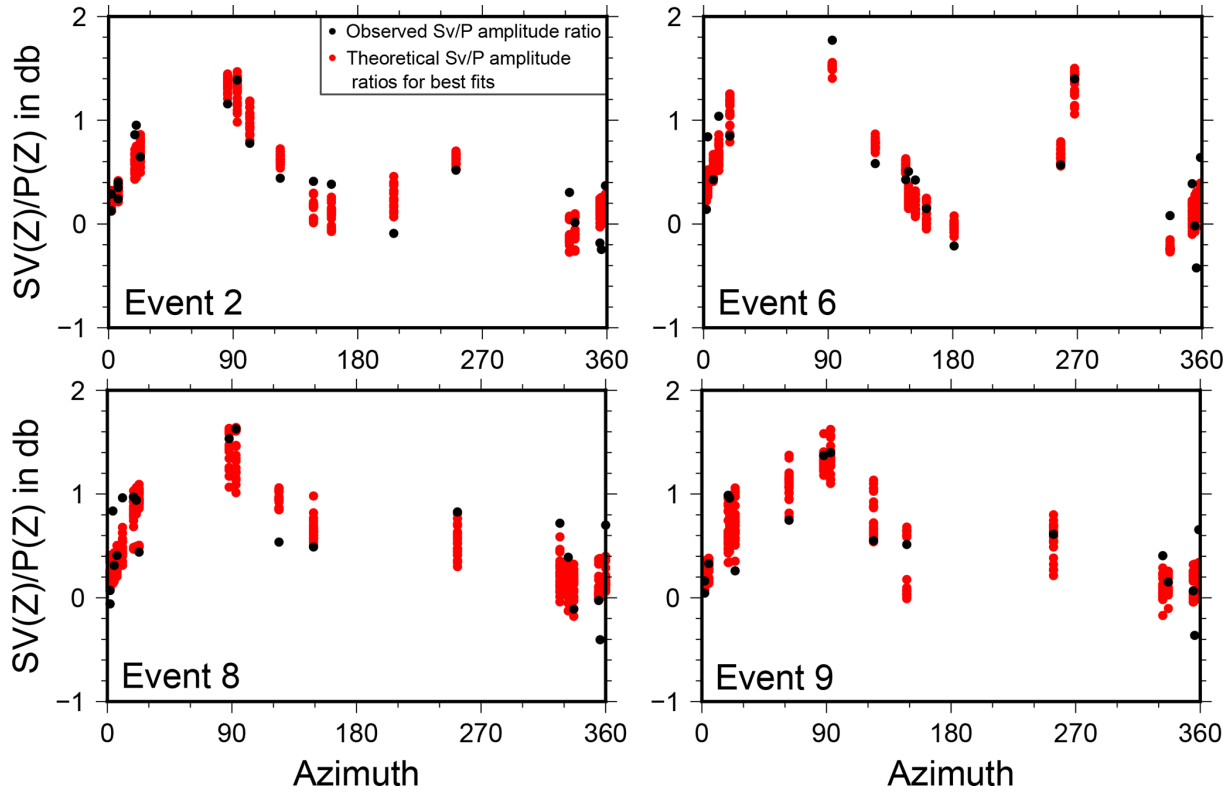 SV(Z)/P(Z) in db
2
1
0
−1
Observed Sv/P amplitude ratio
Theoretical Sv/P amplitude
ratios for best fits
Event 2
0 90 180 270 360
2
1
0
−1
Event 6
0 90 180 270 360
SV(Z)/P(Z) in db
2
1
0
−1
Event 8
0 90 180 270 360
Azimuth
2
1
0
−1
Event 9
0 90 180 270 360
Azimuth